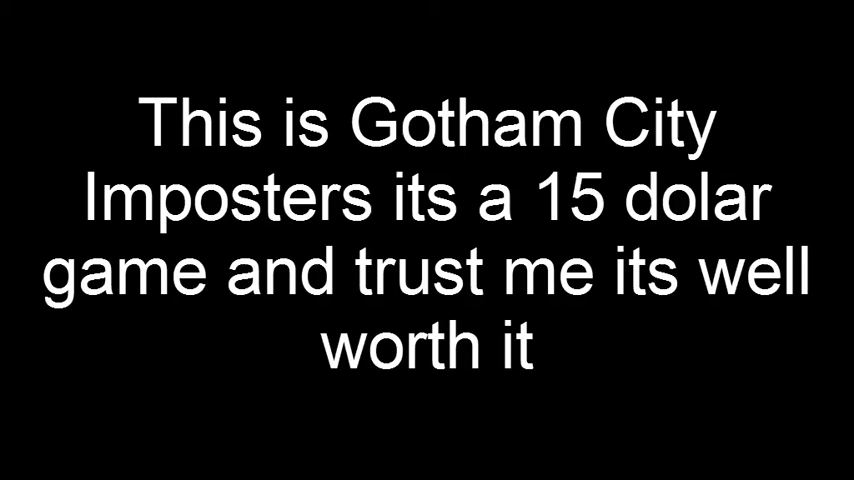 This is Gotham City
Imposters its a 15 dolar
game and trust me its well
worth it